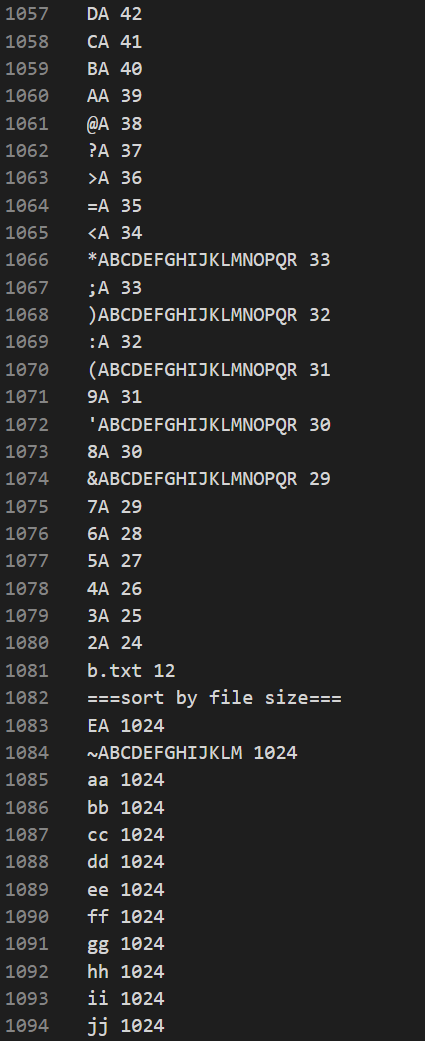 1057 DA 42
1058 CA 41
1059 BA 40
1060 AA 39
1061 @A 38
1062 ?A 37
1063 >A 36
1064 =A 35
1065 <A 34
1066 *ABCDEFGHIJKLMNOPQR 33
1067 ;A 33
1068 )ABCDEFGHIJKLMNOPQR 32
1069 :A 32
1070 (ABCDEFGHIJKLMNOPQR 31
1071 9A 31
1072 'ABCDEFGHIJKLMNOPQR 30
1073 8A 30
1074 &ABCDEFGHIJKLMNOPQR 29
1075 7A 29
1076 6A 28
1077 5A 27
1078 4A 26
1079 3A 25
1080 2A 24
1081 b.txt 12
1082 ===sort by file size===
1083 EA 1024
1084 ~ABCDEFGHIJKLM 1024
1085 aa 1024
1086 bb 1024
1087 cc 1024
1088 dd 1024
1089 ee 1024
1090 ff 1024
1091 gg 1024
1092 hh 1024
1093 ii 1024
1094 jj 1024